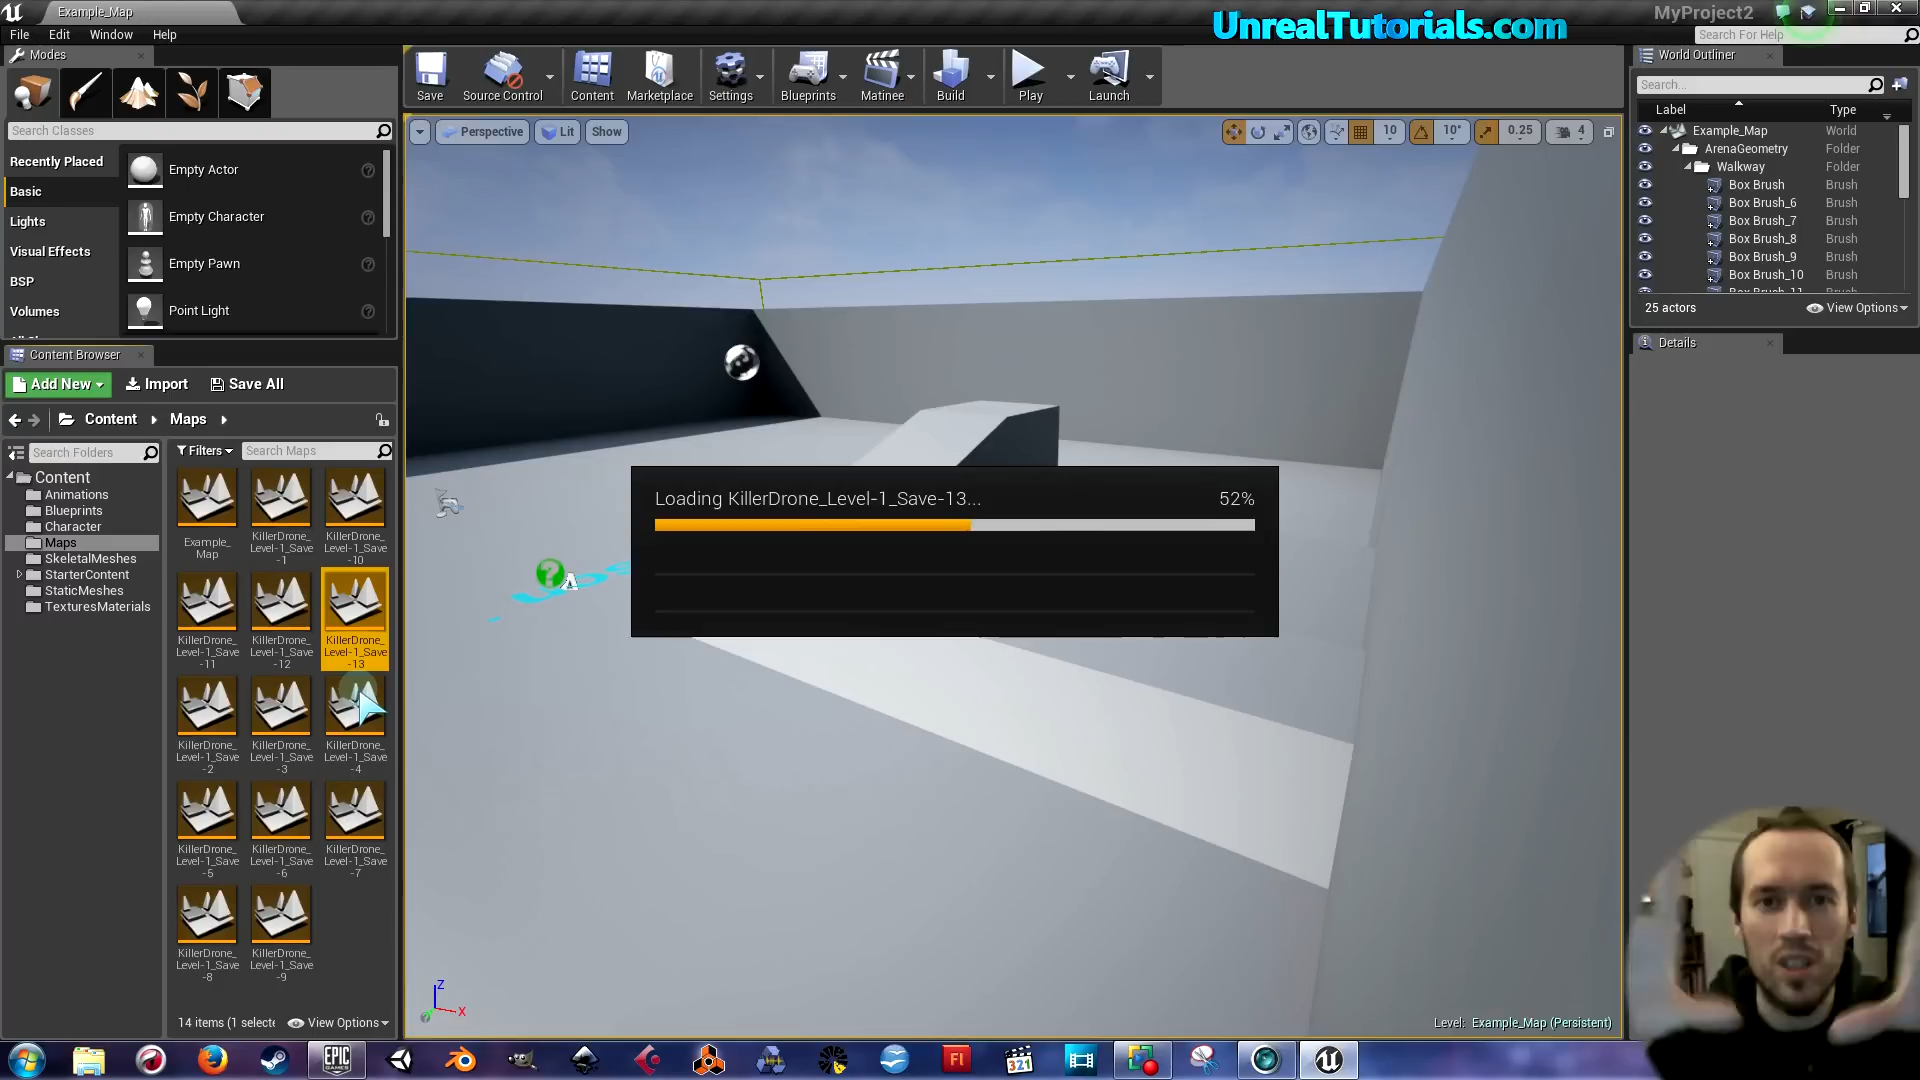 Example_Map
UnrealTutorials.com
MyProject2
File Edit Window Help
Search For Help
Modes
Save
Source Control
Content
Marketplace
Settings
Blueprints
Matinee
Build
Play
Launch
World Outliner
Search...
Label Type
Example_Map World
ArenaGeometry Folder
Walkway Folder
Box Brush Brush
Box Brush_6 Brush
Box Brush_7 Brush
Box Brush_8 Brush
Box Brush_9 Brush
Box Brush_10 Brush
Box Brush_11 Brush
25 actors
View Options
Details
Search Classes
Recently Placed
Basic
Lights
Visual Effects
BSP
Volumes
Empty Actor
Empty Character
Empty Pawn
Point Light
Perspective
Lit
Show
10
10°
0.25
4
Content Browser
Add New
Import
Save All
Content
Maps
Search Folders
Filters
Search Maps
Content
Animations
Blueprints
Character
Maps
SkeletalMeshes
StarterContent
StaticMeshes
TexturesMaterials
Example_
Map
KillerDrone_
Level-1_Save
-1
KillerDrone_
Level-1_Save
-10
KillerDrone_
Level-1_Save
-11
KillerDrone_
Level-1_Save
-12
KillerDrone_
Level-1_Save
-13
KillerDrone_
Level-1_Save
-2
KillerDrone_
Level-1_Save
-3
KillerDrone_
Level-1_Save
-4
KillerDrone_
Level-1_Save
-5
KillerDrone_
Level-1_Save
-6
KillerDrone_
Level-1_Save
-7
KillerDrone_
Level-1_Save
-8
KillerDrone_
Level-1_Save
-9
14 items (1 selecte
View Options
Loading KillerDrone_Level-1_Save-13...
52%
Z
X
Level: Example_Map (Persistent)
EPIC
GAMES
Fl
321